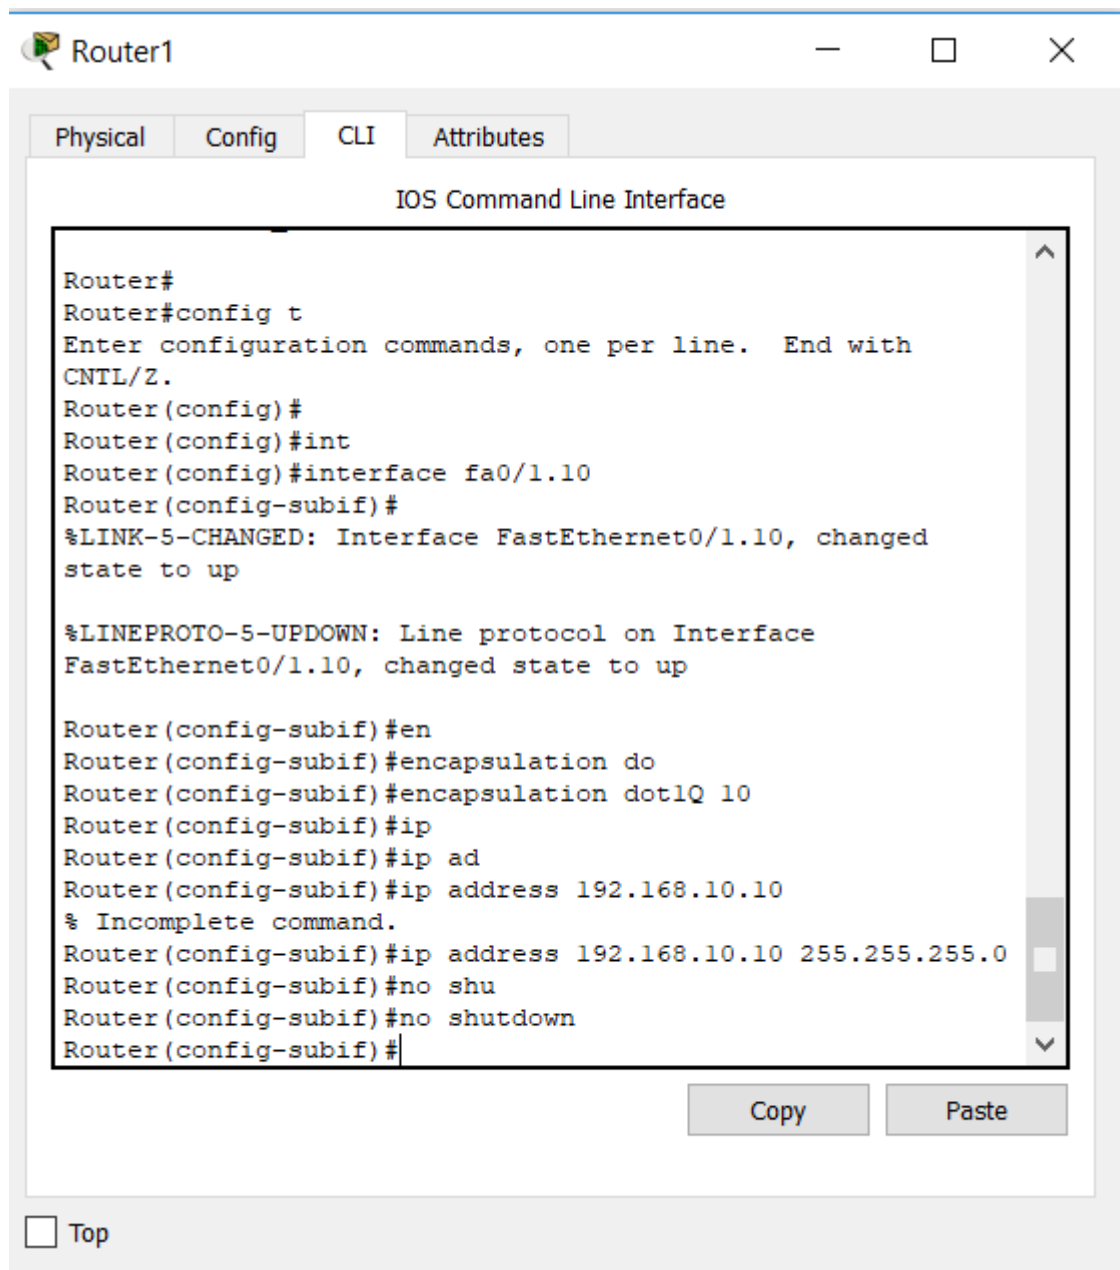 Router1
Physical Config CLI Attributes
IOS Command Line Interface
Router#
Router#config t
Enter configuration commands, one per line.  End with
CNTL/Z.
Router(config)#
Router(config)#int
Router(config)#interface fa0/1.10
Router(config-subif)#
%LINK-5-CHANGED: Interface FastEthernet0/1.10, changed
state to up
%LINEPROTO-5-UPDOWN: Line protocol on Interface
FastEthernet0/1.10, changed state to up
Router(config-subif)#en
Router(config-subif)#encapsulation do
Router(config-subif)#encapsulation dot1Q 10
Router(config-subif)#ip
Router(config-subif)#ip ad
Router(config-subif)#ip address 192.168.10.10
% Incomplete command.
Router(config-subif)#ip address 192.168.10.10 255.255.255.0
Router(config-subif)#no shu
Router(config-subif)#no shutdown
Router(config-subif)#
Copy Paste
Top